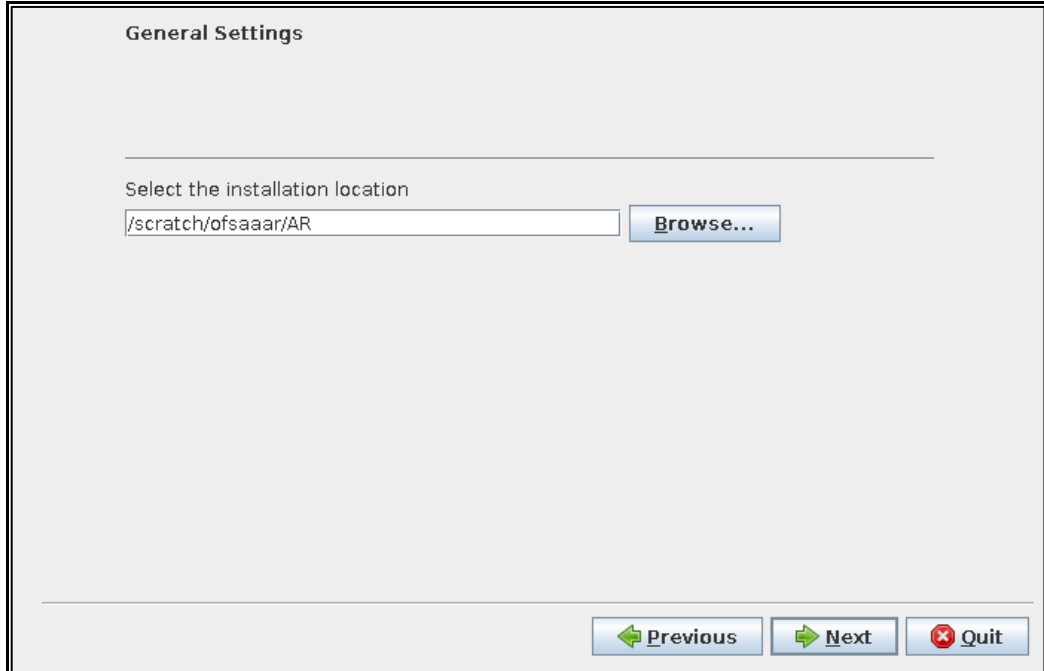 General Settings
Select the installation location
/scratch/ofsaaar/AR
Browse...
Previous
Next
Quit